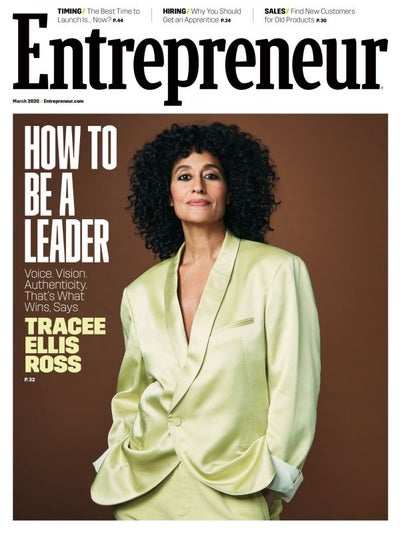 TIMING/ The Best Time to
Launch Is.. Now? P.44
HIRING/ Why You Should
Get an Apprentice P.24
SALES/ Find New Customers
for Old Products P.30
Entrepreneur
March 2020 / Entrepreneur.com
HOW TO
BE A
LEADER
Voice. Vision.
Authenticity.
That's What
Wins, Says
TRACEE
ELLIS
ROSS
P.32